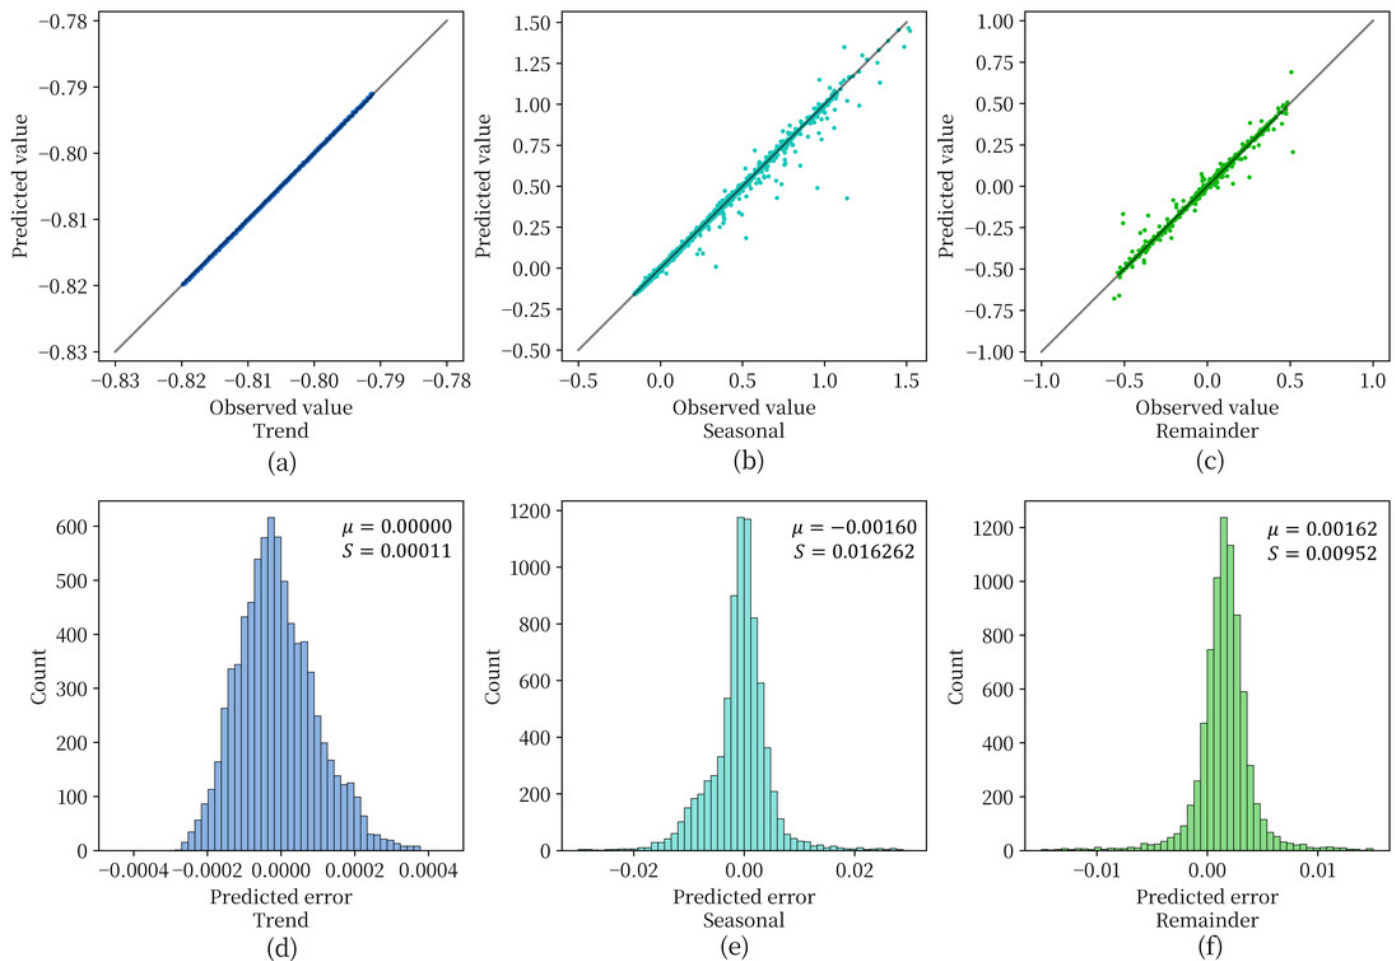 −0.78
−0.79
−0.80
−0.81
−0.82
−0.83
Predicted value
−0.83 −0.82 −0.81 −0.80 −0.79 −0.78
Observed value
Trend
(a)
1.50
1.25
1.00
0.75
0.50
0.25
0.00
−0.25
−0.50
Predicted value
−0.5 0.0 0.5 1.0 1.5
Observed value
Seasonal
(b)
1.00
0.75
0.50
0.25
0.00
−0.25
−0.50
−0.75
−1.00
Predicted value
−1.0 −0.5 0.0 0.5 1.0
Observed value
Remainder
(c)
600
500
400
300
200
100
0
Count
μ = 0.00000
S = 0.00011
−0.0004 −0.0002 0.0000 0.0002 0.0004
Predicted error
Trend
(d)
1200
1000
800
600
400
200
0
Count
μ = −0.00160
S = 0.016262
−0.02 0.00 0.02
Predicted error
Seasonal
(e)
1200
1000
800
600
400
200
0
Count
μ = 0.00162
S = 0.00952
−0.01 0.00 0.01
Predicted error
Remainder
(f)